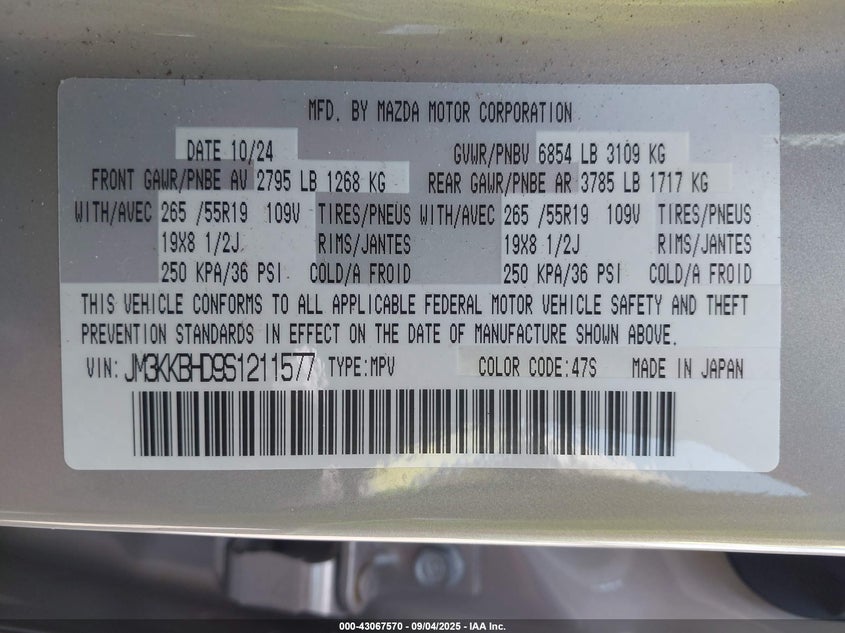 MFD. BY MAZDA MOTOR CORPORATION
DATE 10/24 GVWR/PNBV 6854 LB 3109 KG
FRONT GAWR/PNBE AV 2795 LB 1268 KG REAR GAWR/PNBE AR 3785 LB 1717 KG
WITH/AVEC 265 /55R19 109V TIRES/PNEUS WITH/AVEC 265 /55R19 109V TIRES/PNEUS
19X8 1/2J RIMS/JANTES 19X8 1/2J RIMS/JANTES
250 KPA/36 PSI COLD/A FROID 250 KPA/36 PSI COLD/A FROID
THIS VEHICLE CONFORMS TO ALL APPLICABLE FEDERAL MOTOR VEHICLE SAFETY AND THEFT
PREVENTION STANDARDS IN EFFECT ON THE DATE OF MANUFACTURE SHOWN ABOVE.
VIN: JM3KKBHD9S1211577 TYPE:MPV COLOR CODE:47S MADE IN JAPAN
000-43067570 - 09/04/2025 - IAA Inc.